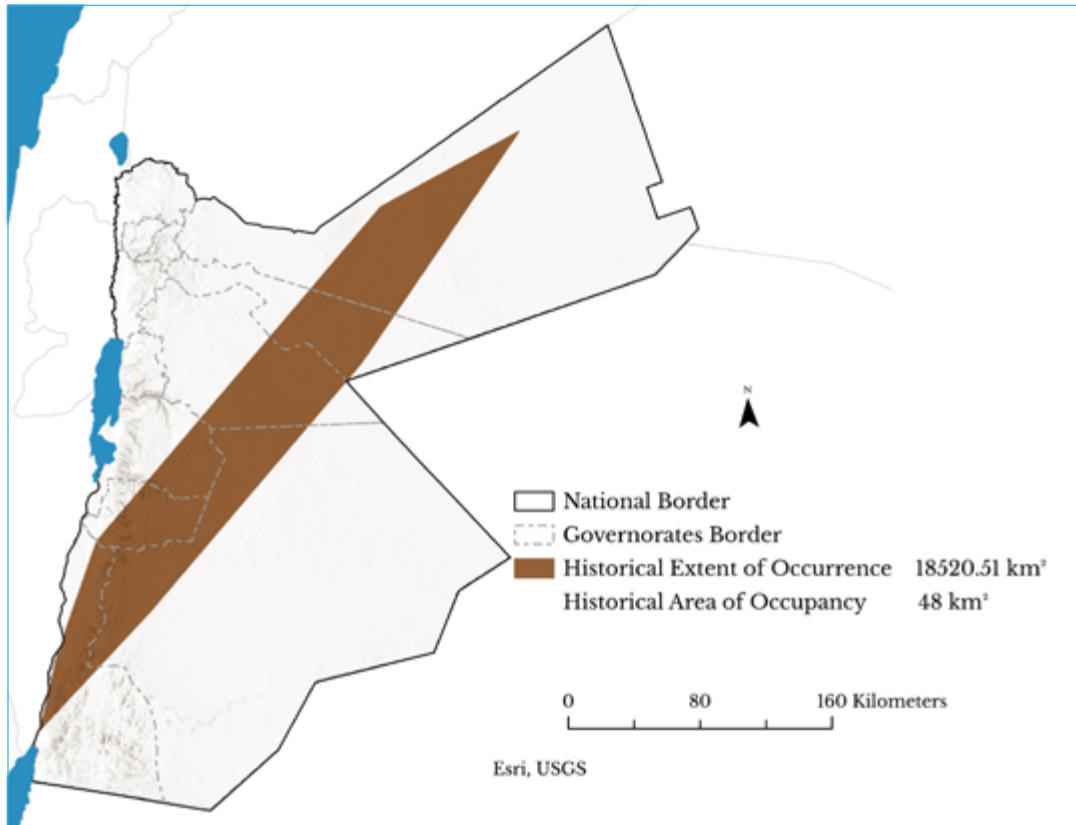 N
National Border
Governorates Border
Historical Extent of Occurrence 18520.51 km²
Historical Area of Occupancy 48 km²
0 80 160 Kilometers
Esri, USGS